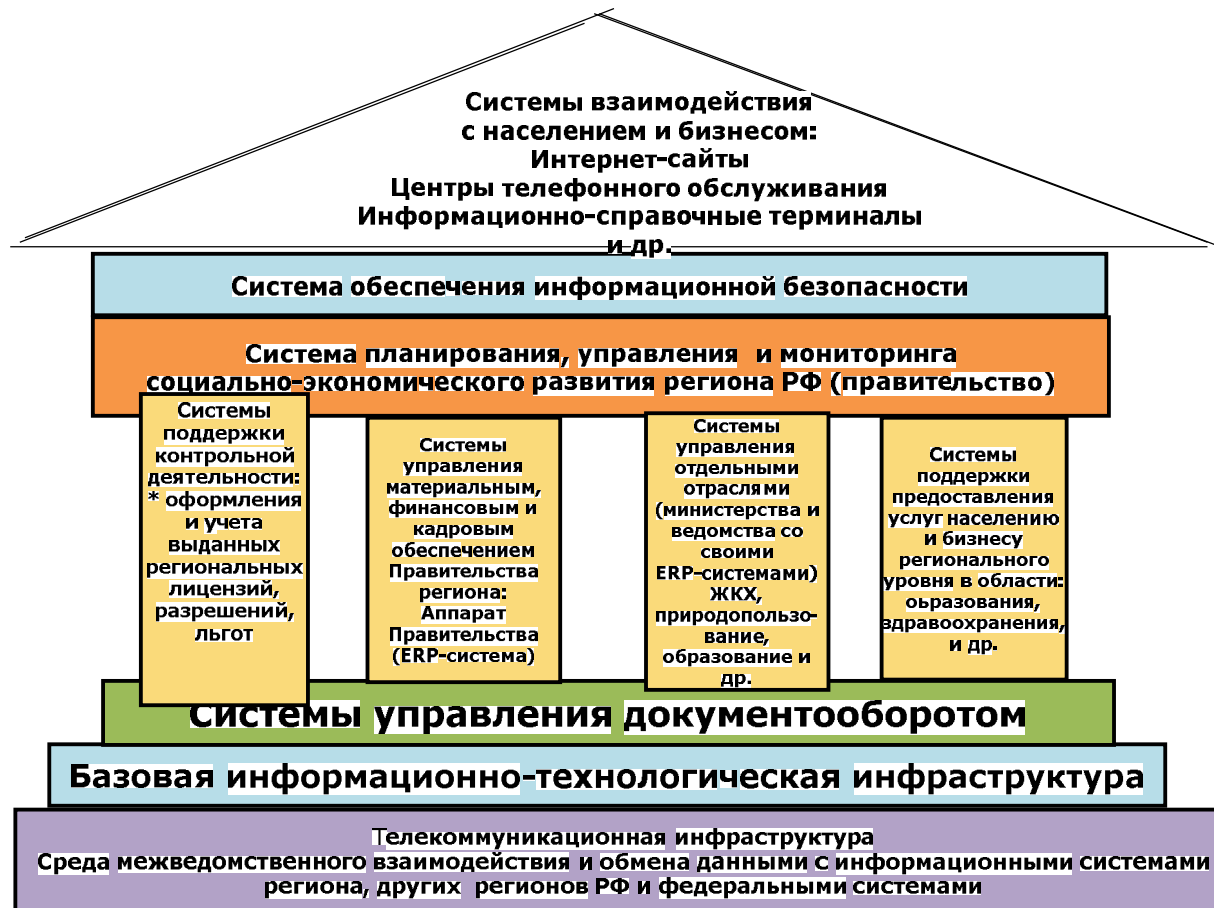 Системы взаимодействия
с населением и бизнесом:
Интернет-сайты
Центры телефонного обслуживания
Информационно-справочные терминалы
и др.
Система обеспечения информационной безопасности
Система планирования, управления и мониторинга
социально-экономического развития региона РФ (правительство)
Системы
поддержки
контрольной
деятельности:
* оформления
и учета
выданных
региональных
лицензий,
разрешений,
льгот
Системы
управления
материальным,
финансовым и
кадровым
обеспечением
Правительства
региона:
Аппарат
Правительства
(ERP-система)
Системы
управления
отдельными
отраслями
(министерства и
ведомства со
своими
ERP-системами)
ЖКХ,
природопользо-
вание,
образование и
др.
Системы
поддержки
предоставления
услуг населению
и бизнесу
регионального
уровня в области:
оьразования,
здравоохранения,
и др.
Системы управления документооборотом
Базовая информационно-технологическая инфраструктура
Телекоммуникационная инфраструктура
Среда межведомственного взаимодействия и обмена данными с информационными системами
региона, других регионов РФ и федеральными системами